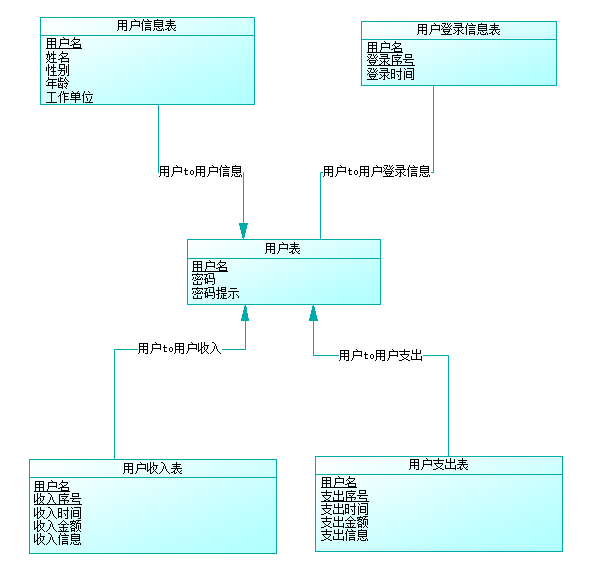 用户信息表
用户名
姓名
性别
年龄
工作单位
用户登录信息表
用户名
登录序号
登录时间
用户to用户信息
用户to用户登录信息
用户表
用户名
密码
密码提示
用户to用户收入
用户to用户支出
用户收入表
用户名
收入序号
收入时间
收入金额
收入信息
用户支出表
用户名
支出序号
支出时间
支出金额
支出信息